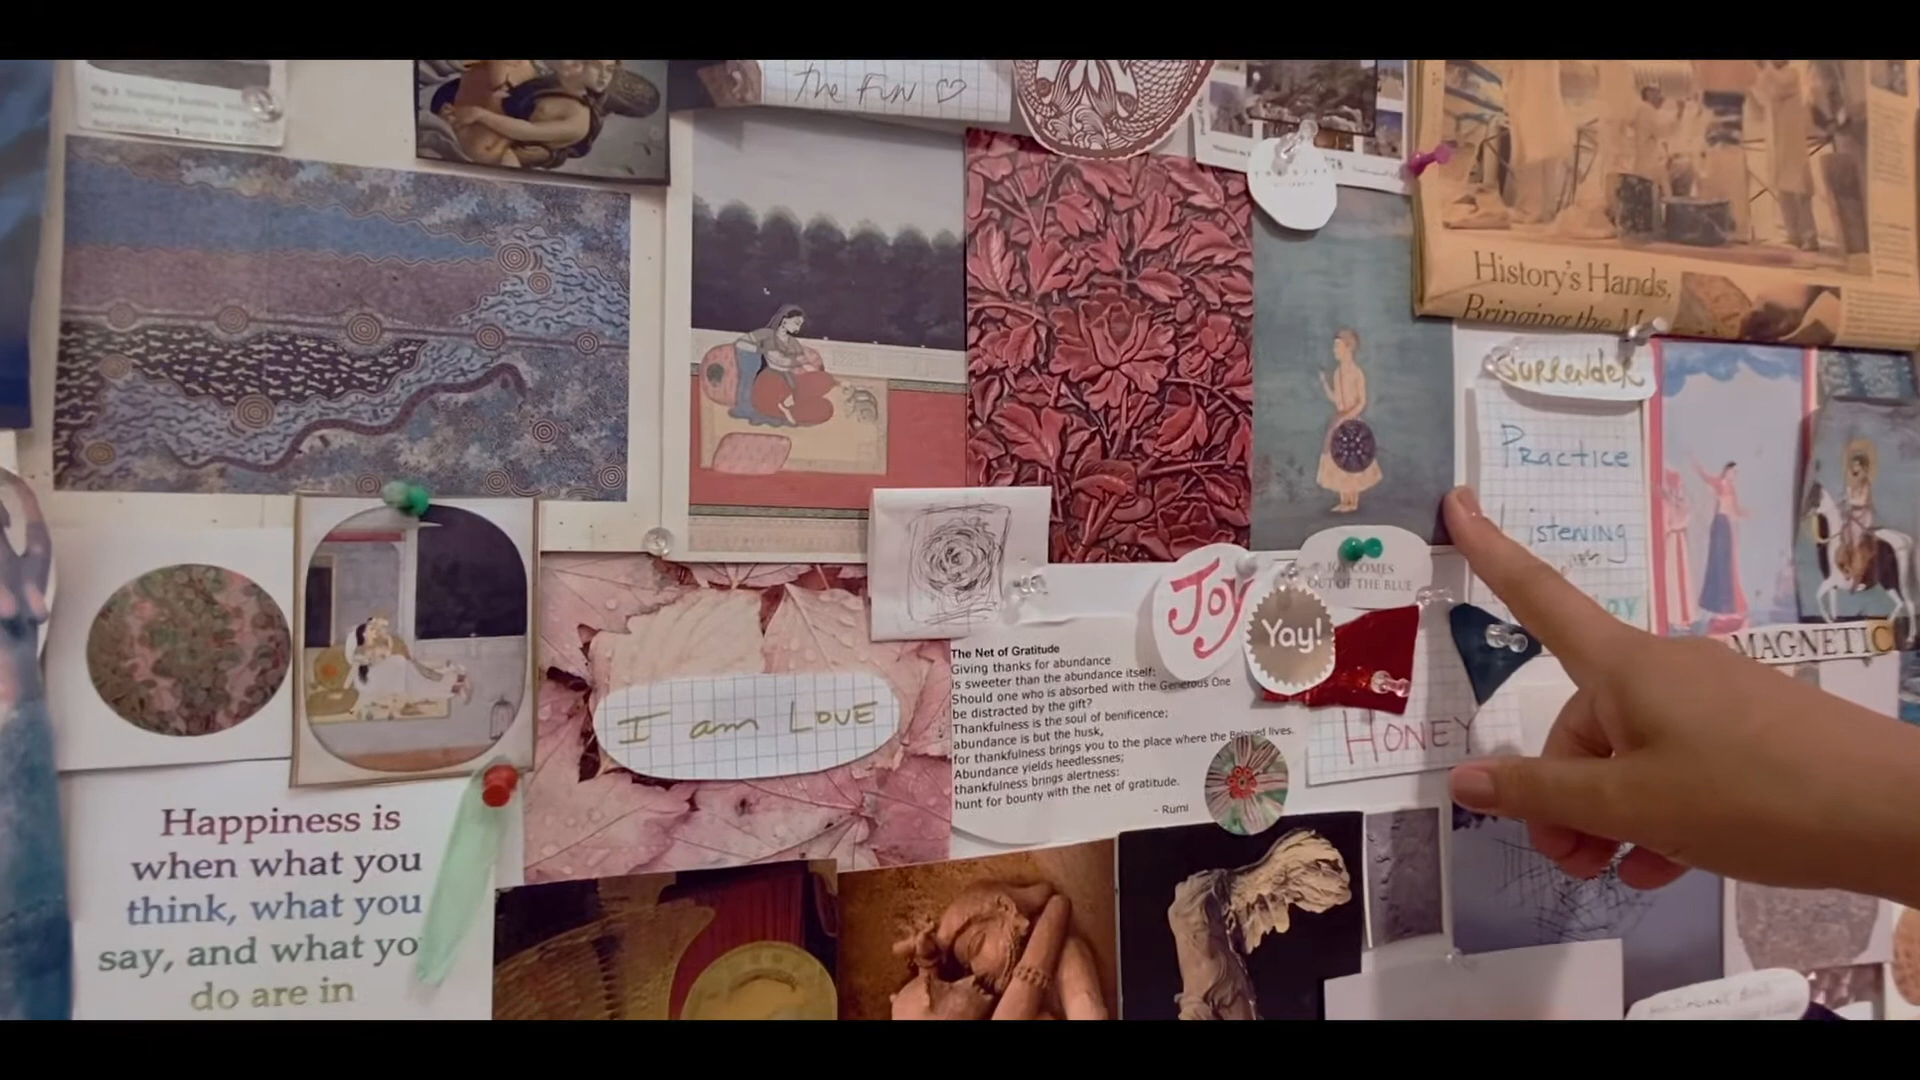 the Fun ♡
History's Hands,
Bringing the M
Surrender
Practice
Listening
Joy
Yay!
COMES
OUT OF THE BLUE
MAGNETIC
The Net of Gratitude
Giving thanks for abundance
is sweeter than the abundance itself:
Should one who is absorbed with the Generous One
be distracted by the gift?
Thankfulness is the soul of benificence;
abundance is but the husk,
for thankfulness brings you to the place where the Beloved lives.
Abundance yields heedlessnes;
thankfulness brings alertness:
hunt for bounty with the net of gratitude.
- Rumi
I am LOVE
HONEY
Happiness is
when what you
think, what you
say, and what yo
do are in